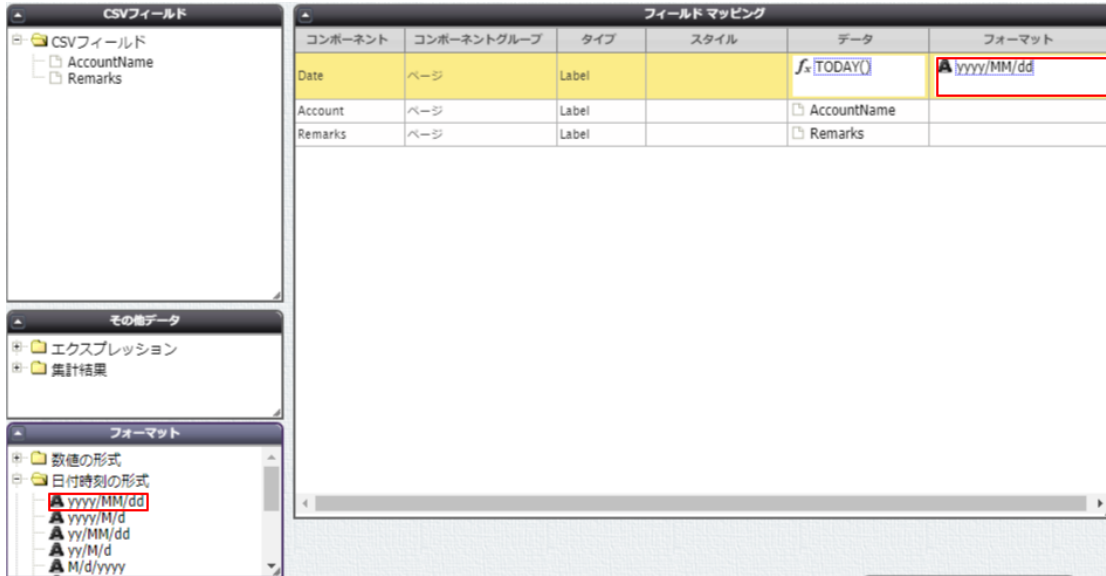 CSVフィールド
CSVフィールド
AccountName
Remarks
その他データ
エクスプレッション
集計結果
フォーマット
数値の形式
日付時刻の形式
yyyy/MM/dd
yyyy/M/d
yy/MM/dd
yy/M/d
M/d/yyyy
フィールド マッピング
コンポーネント コンポーネントグループ タイプ スタイル データ フォーマット
Date ページ Label fx TODAY() A yyyy/MM/dd
Account ページ Label AccountName
Remarks ページ Label Remarks